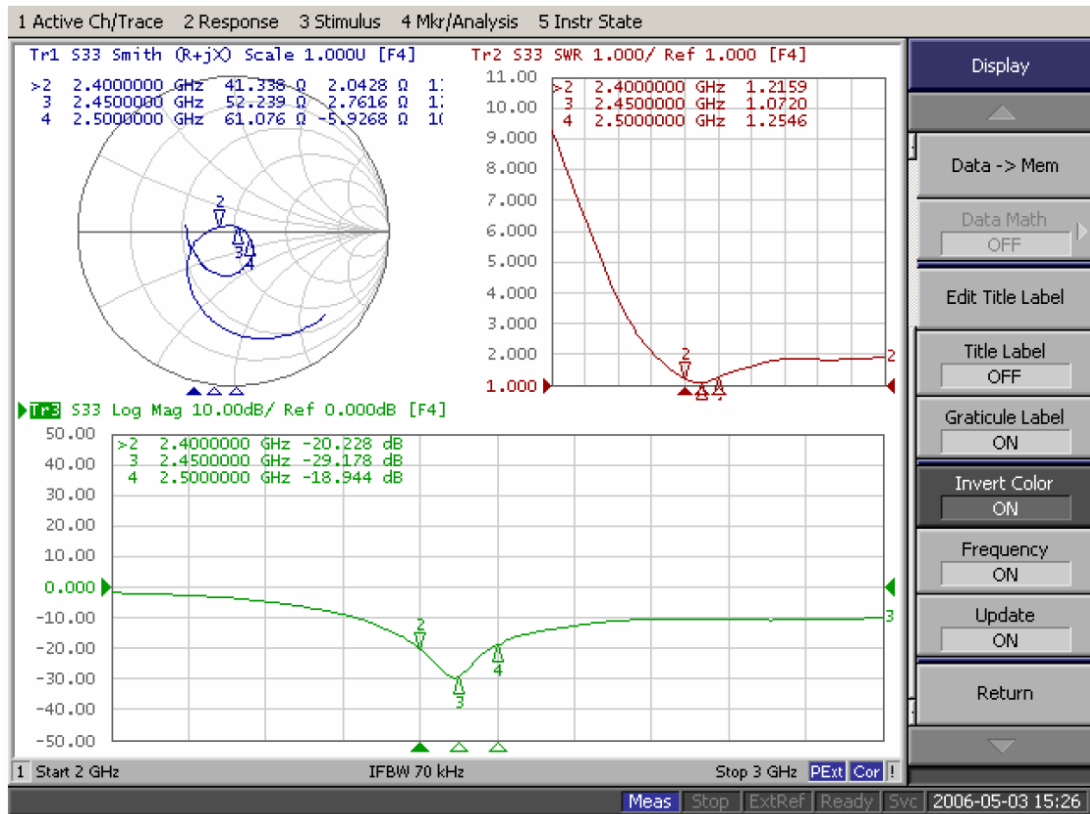 1 Active Ch/Trace 2 Response 3 Stimulus 4 Mkr/Analysis 5 Instr State
Tr1 S33 Smith (R+jX) Scale 1.000U [F4]
>2 2.4000000 GHz 41.338 Ω 2.0428 Ω
3 2.4500000 GHz 52.239 Ω 2.7616 Ω
4 2.5000000 GHz 61.076 Ω -5.9268 Ω
2
3
4
Tr2 S33 SWR 1.000/ Ref 1.000 [F4]
11.00
10.00
9.000
8.000
7.000
6.000
5.000
4.000
3.000
2.000
1.000
>2 2.4000000 GHz 1.2159
3 2.4500000 GHz 1.0720
4 2.5000000 GHz 1.2546
2
2
Tr3 S33 Log Mag 10.00dB/ Ref 0.000dB [F4]
50.00
40.00
30.00
20.00
10.00
0.000
-10.00
-20.00
-30.00
-40.00
-50.00
>2 2.4000000 GHz -20.228 dB
3 2.4500000 GHz -29.178 dB
4 2.5000000 GHz -18.944 dB
2
3
4
3
1 Start 2 GHz IFBW 70 kHz Stop 3 GHz PExt Cor !
Display
Data -> Mem
Data Math
OFF
Edit Title Label
Title Label
OFF
Graticule Label
ON
Invert Color
ON
Frequency
ON
Update
ON
Return
Meas Stop ExtRef Ready Svc 2006-05-03 15:26